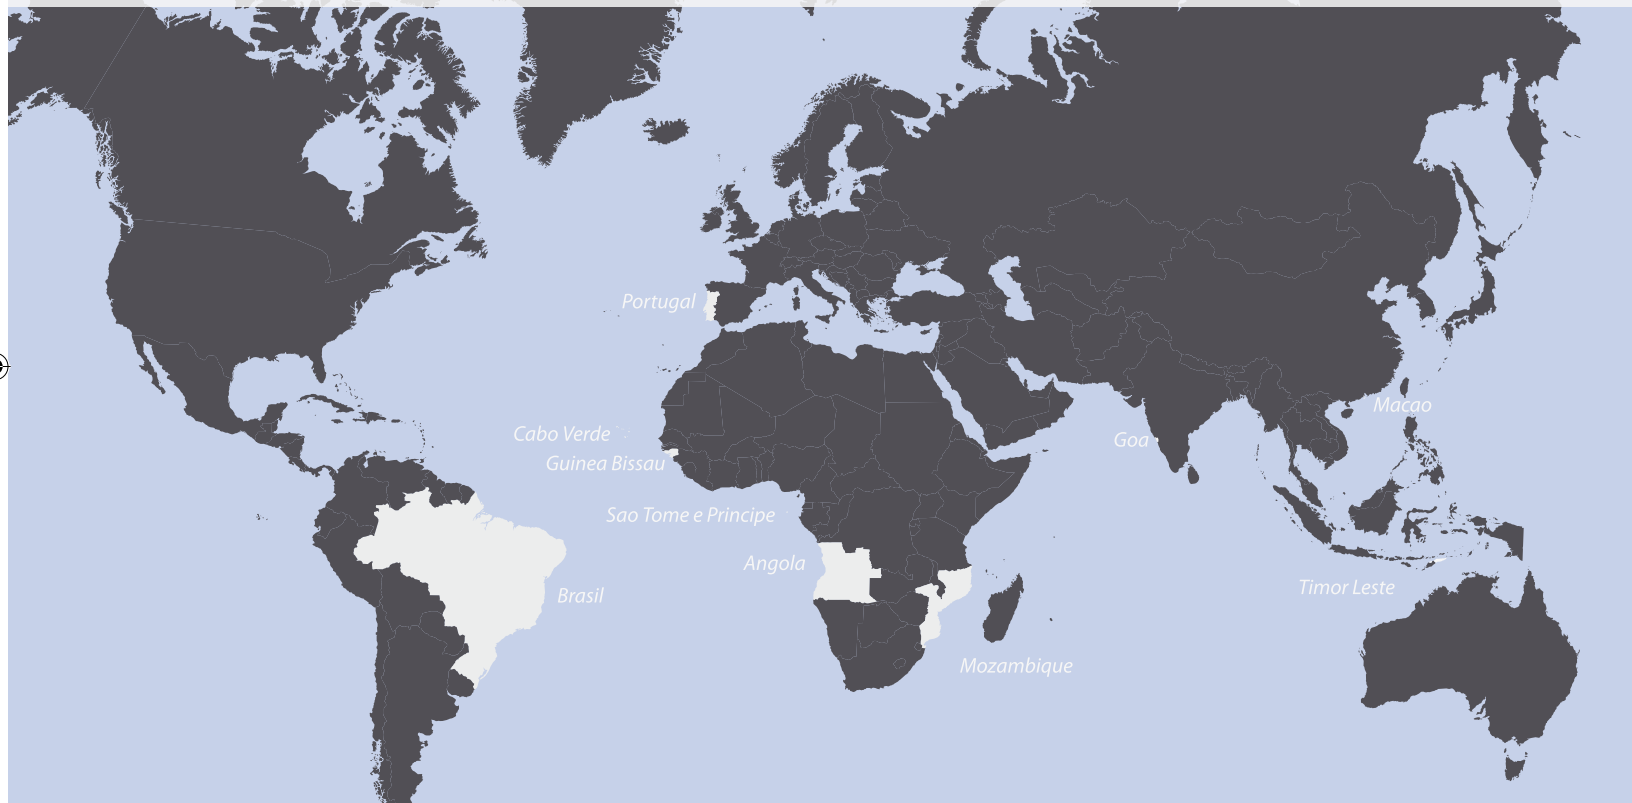 Portugal
Macao
Cabo Verde
Goa
Guinea Bissau
Sao Tome e Principe
Angola
Timor Leste
Brasil
Mozambique